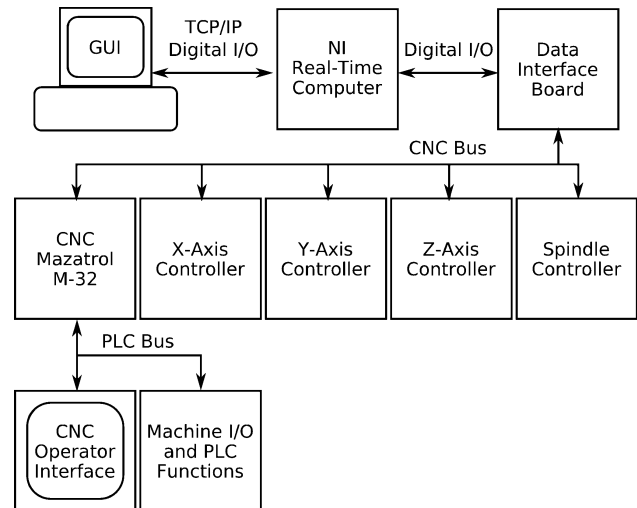 GUI
TCP/IP
Digital I/O
NI
Real-Time
Computer
Digital I/O
Data
Interface
Board
CNC Bus
CNC
Mazatrol
M-32
X-Axis
Controller
Y-Axis
Controller
Z-Axis
Controller
Spindle
Controller
PLC Bus
CNC
Operator
Interface
Machine I/O
and PLC
Functions